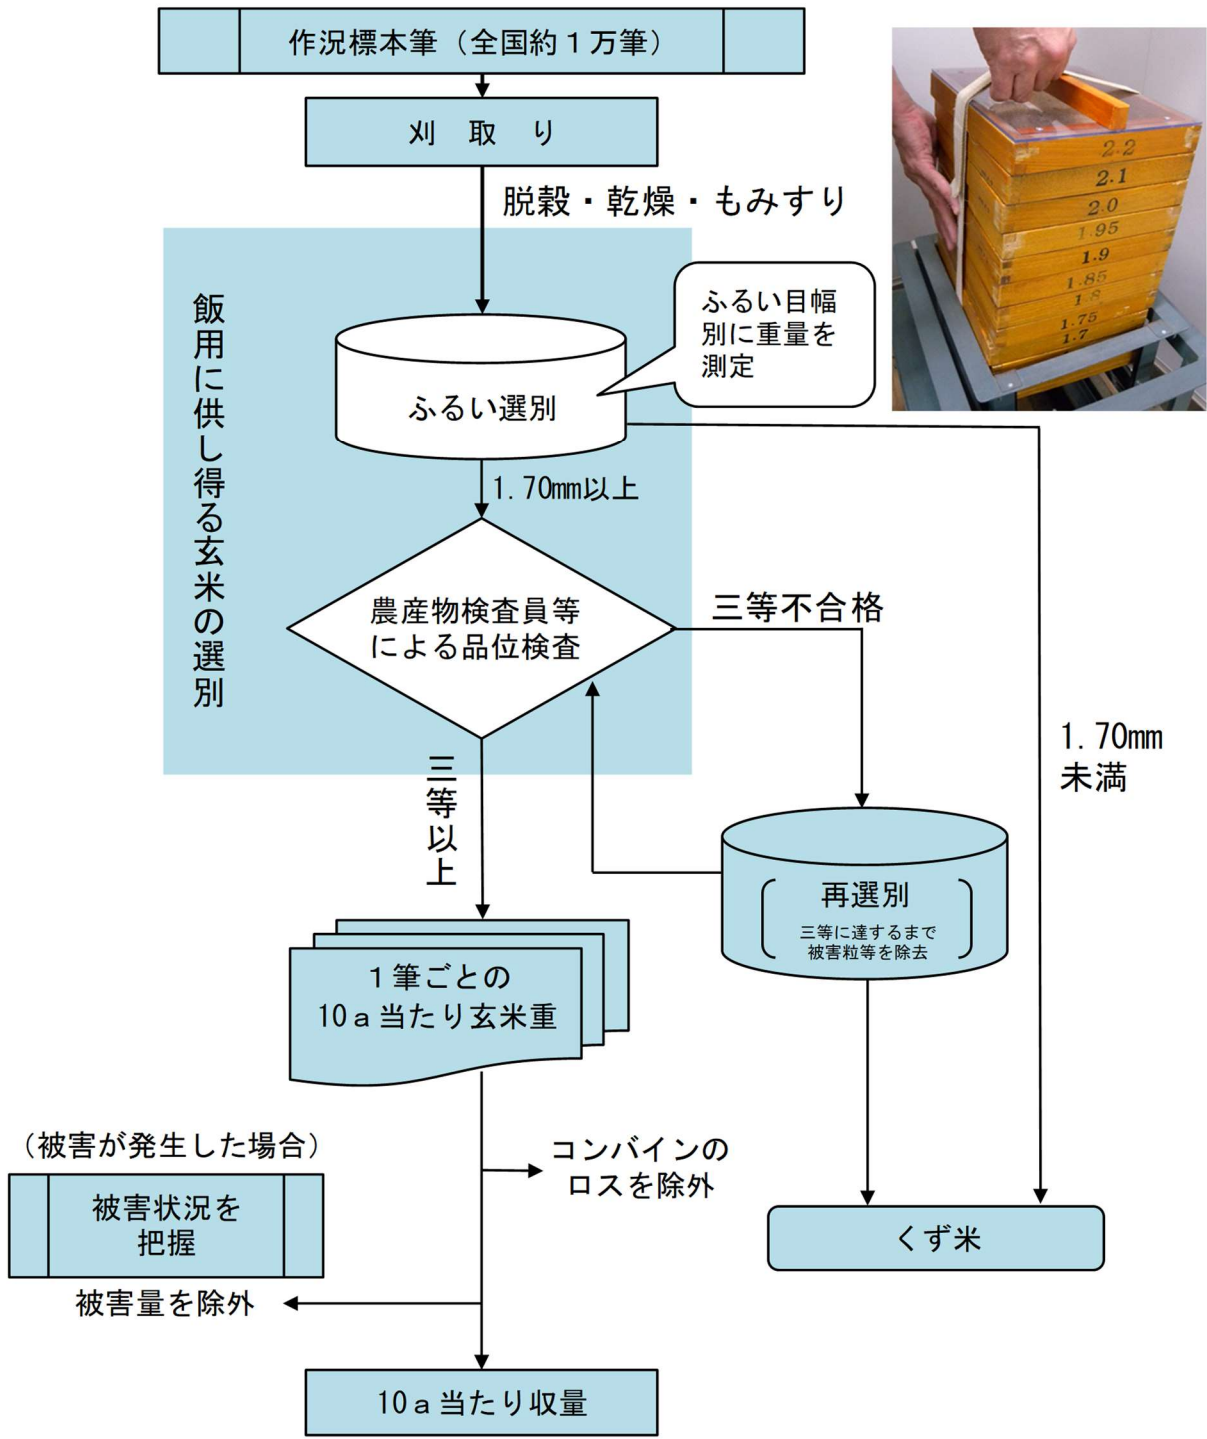 作況標本筆（全国約１万筆）
刈　取　り
脱穀・乾燥・もみすり
飯用に供し得る玄米の選別
ふるい目幅
別に重量を
測定
ふるい選別
1.70mm以上
農産物検査員等
による品位検査
三等不合格
三等以上
1.70mm
未満
再選別
三等に達するまで
被害粒等を除去
１筆ごとの
10ａ当たり玄米重
コンバインの
ロスを除外
（被害が発生した場合）
被害状況を
把握
被害量を除外
くず米
10ａ当たり収量
2.2
2.1
2.0
1.95
1.9
1.85
1.8
1.75
1.7